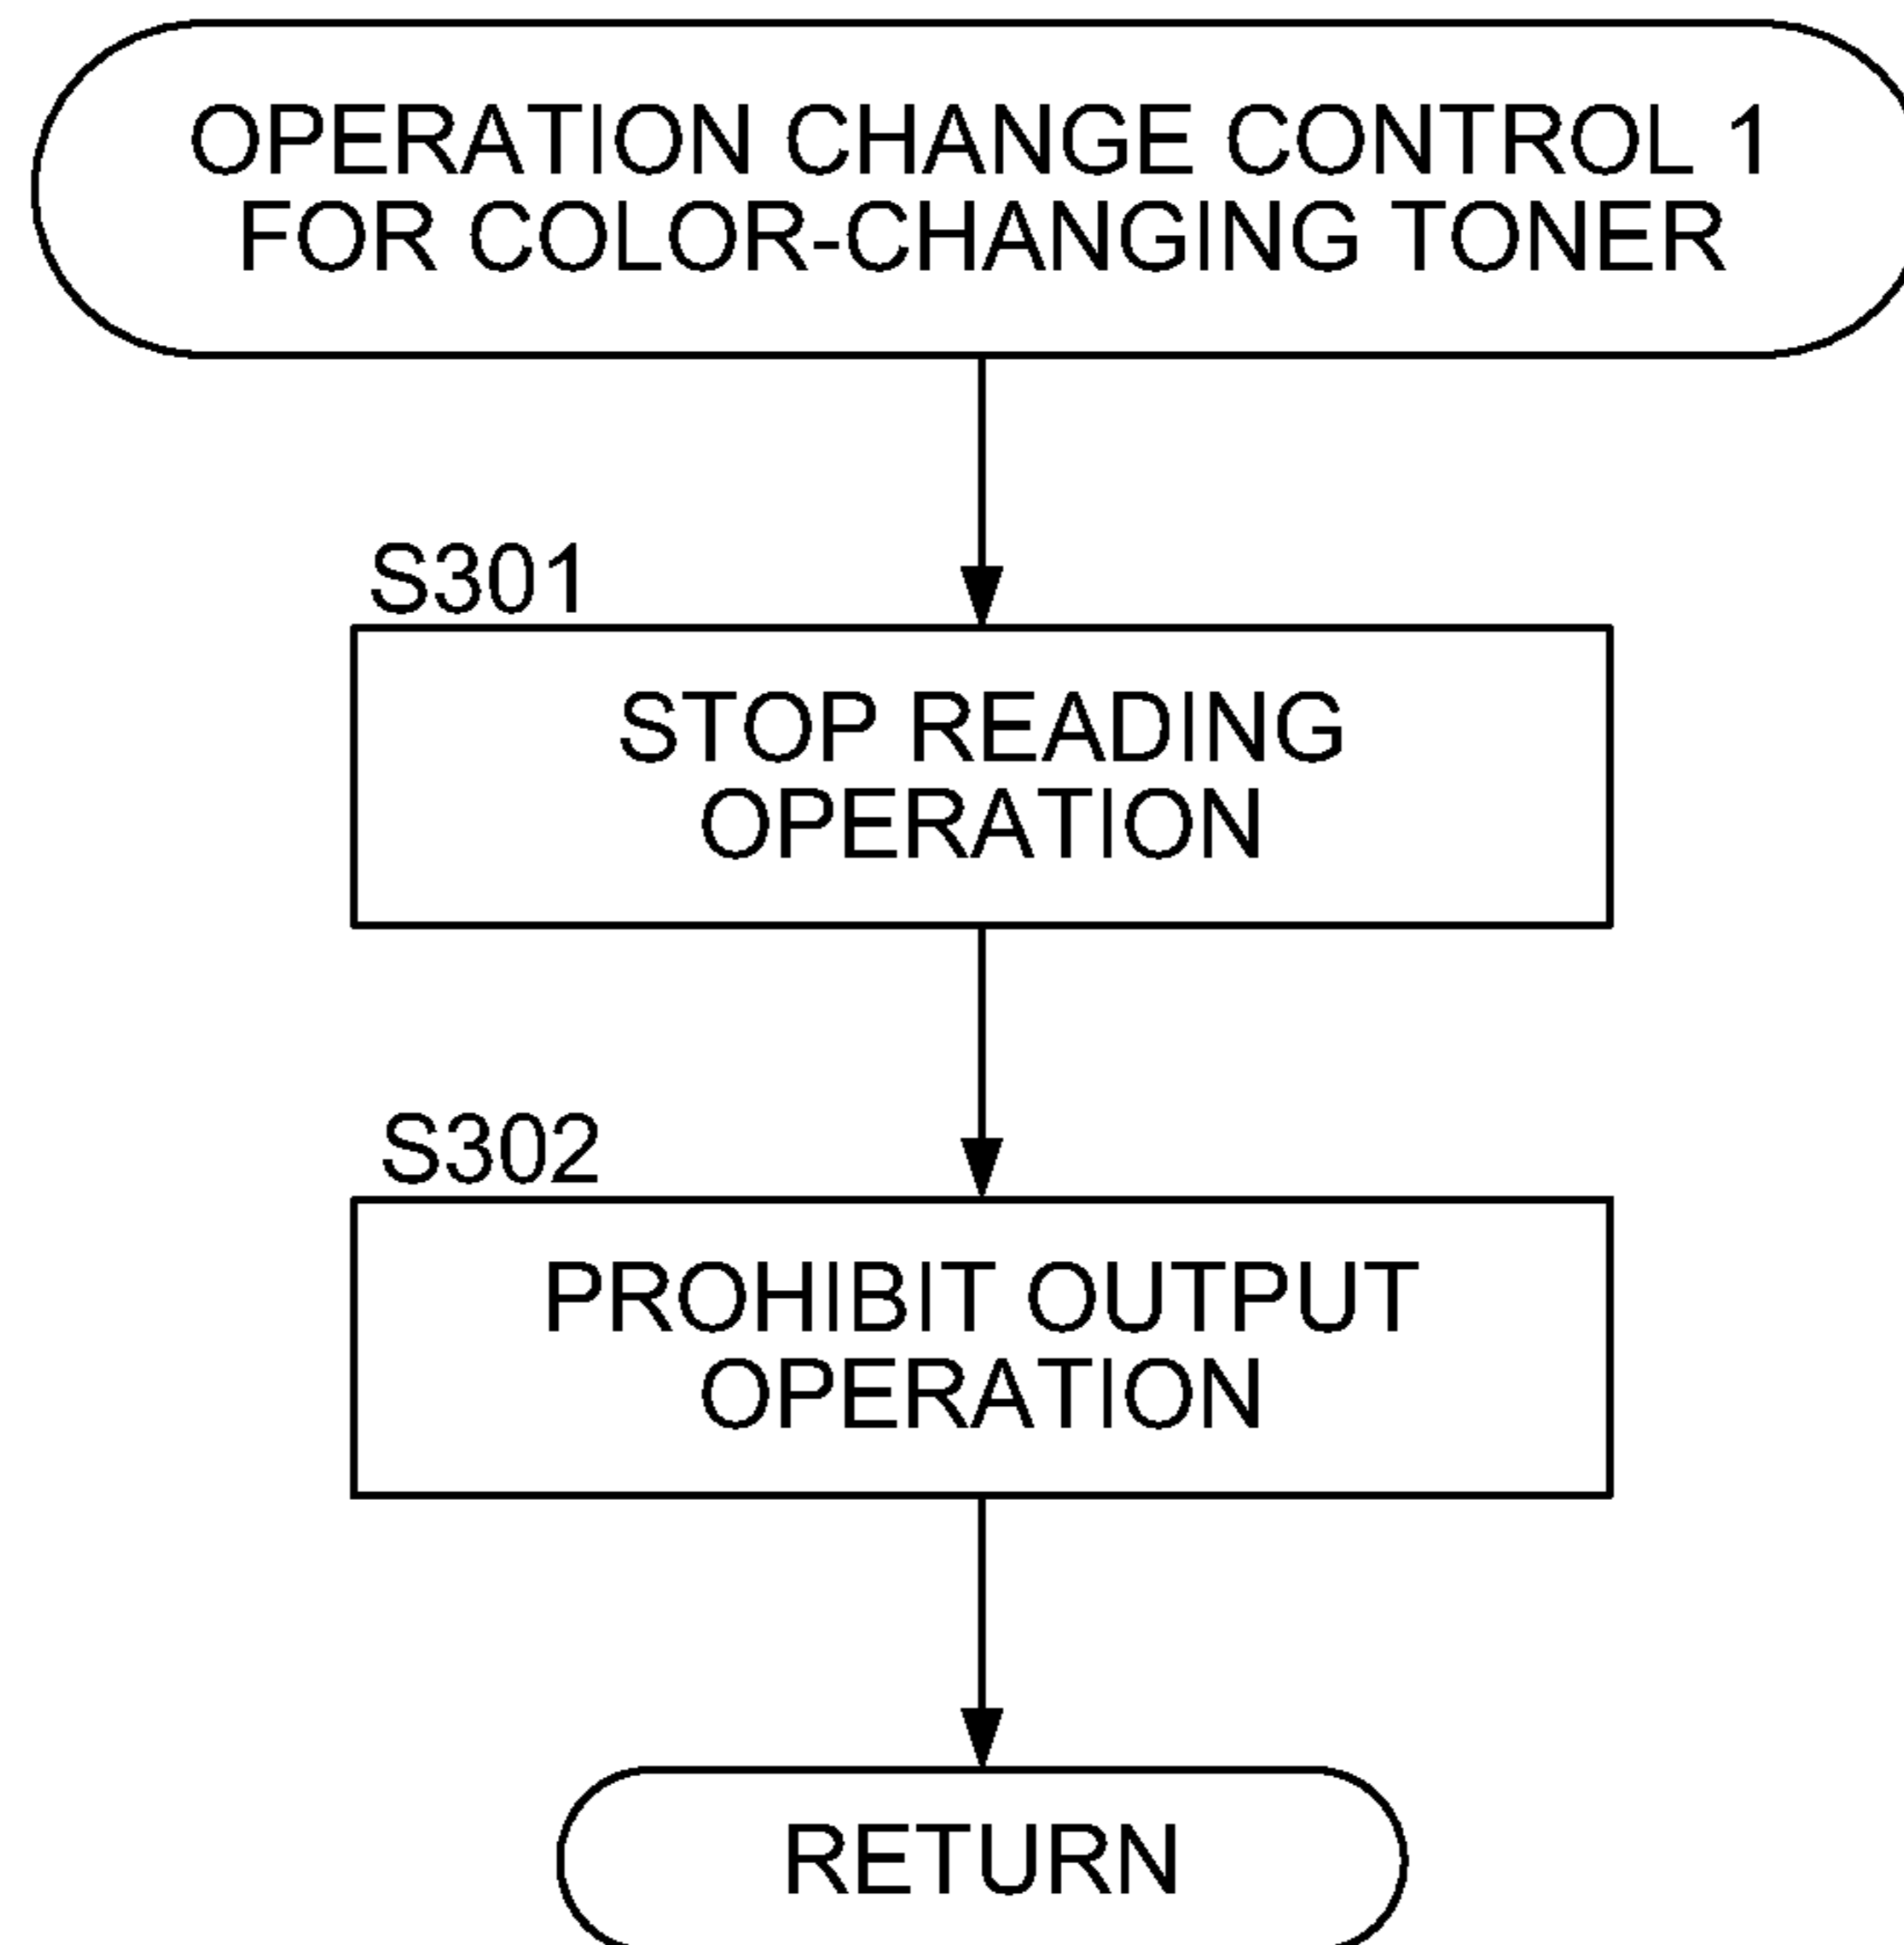 OPERATION CHANGE CONTROL 1
FOR COLOR-CHANGING TONER
S301
STOP READING
OPERATION
S302
PROHIBIT OUTPUT
OPERATION
RETURN